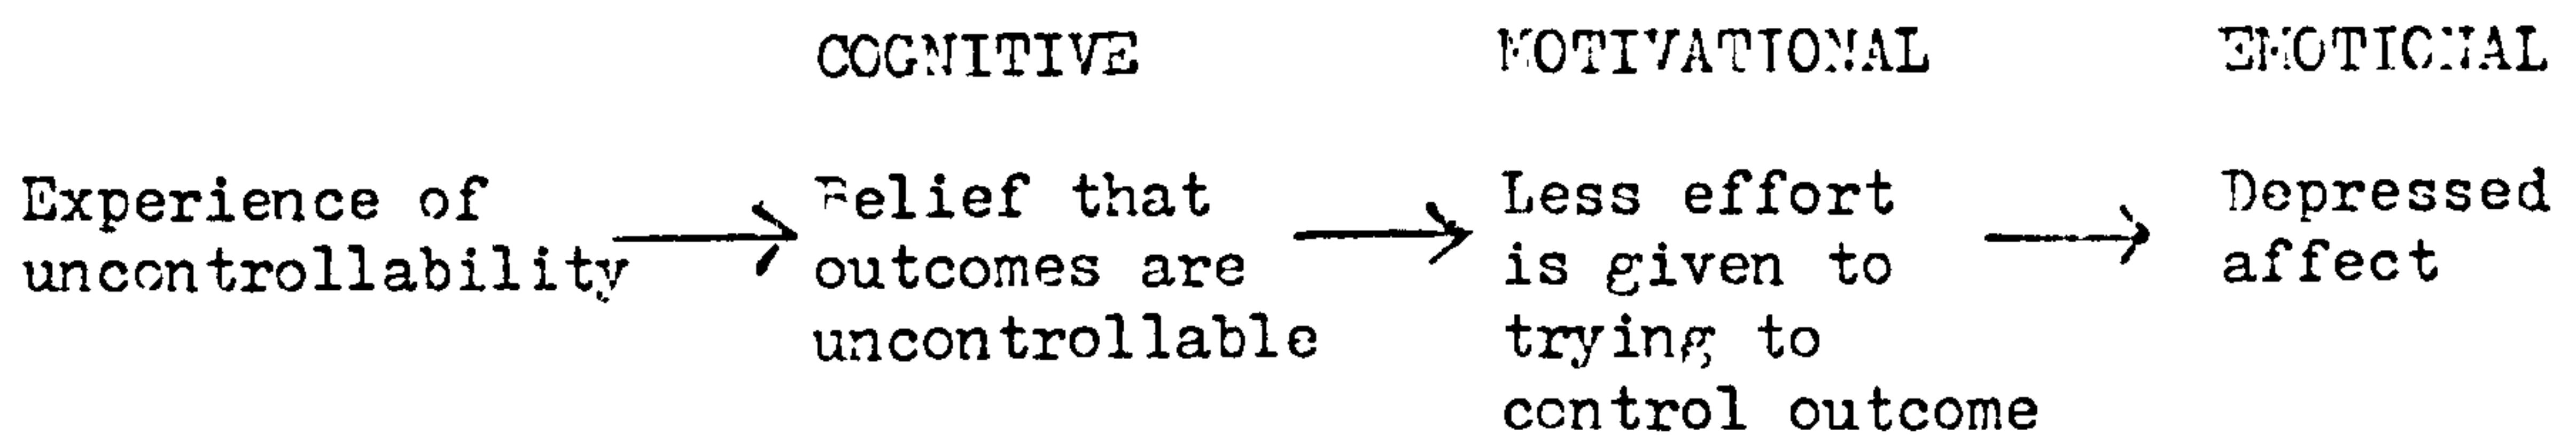 COGNITIVE MOTIVATIONAL EMOTIONAL
Experience of Belief that Less effort Depressed
uncontrollability outcomes are is given to affect
uncontrollable trying to
control outcome